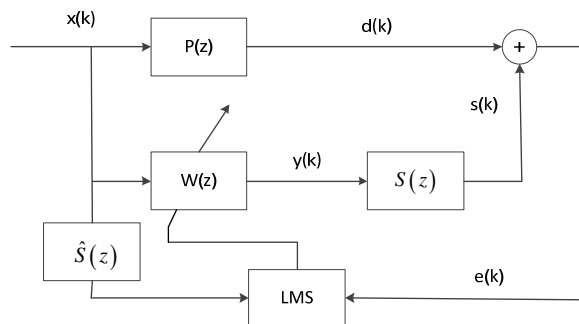 x(k)
P(z)
d(k)
+
s(k)
W(z)
y(k)
S(z)
Ŝ(z)
LMS
e(k)